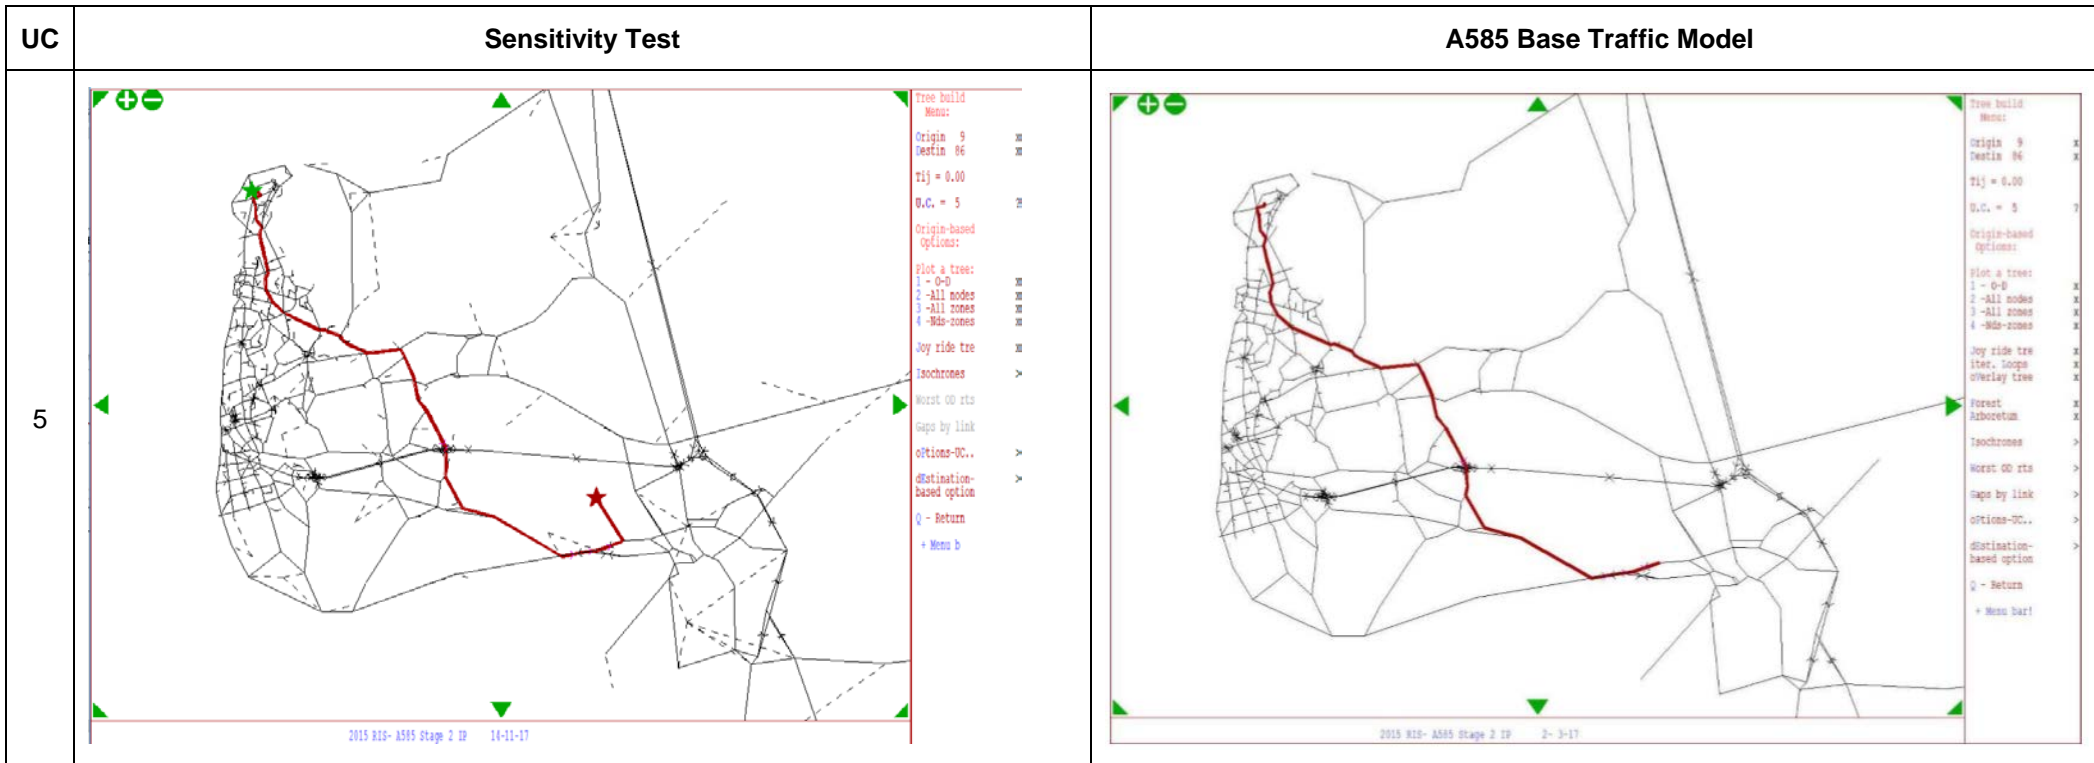 UC
Sensitivity Test
A585 Base Traffic Model
5
Tree build
Menu:
Origin 9
Destin 86
Tij = 0.00
U.C. = 5
Origin-based
Options:
Plot a tree:
1 - O-D
2 -All nodes
3 -All zones
4 -Nds-zones
Joy ride tre
Isochrones >
Worst OD rts
Gaps by link
oPtions-UC.. >
dEstination- >
based option
Q - Return
+ Menu b
2015 RIS- A585 Stage 2 IP 14-11-17
Tree build
Menu:
Origin 9 x
Destin 86 x
Tij = 0.00
U.C. = 5 ?
Origin-based
Options:
Plot a tree:
1 - O-D x
2 -All nodes x
3 -All zones x
4 -Nds-zones x
Joy ride tre x
iter. Loops x
oVerlay tree x
Forest x
Arboretum x
Isochrones >
Worst OD rts >
Gaps by link >
oPtions-UC.. >
dEstination- >
based option
Q - Return
+ Menu bar!
2015 RIS- A585 Stage 2 IP 2- 3-17